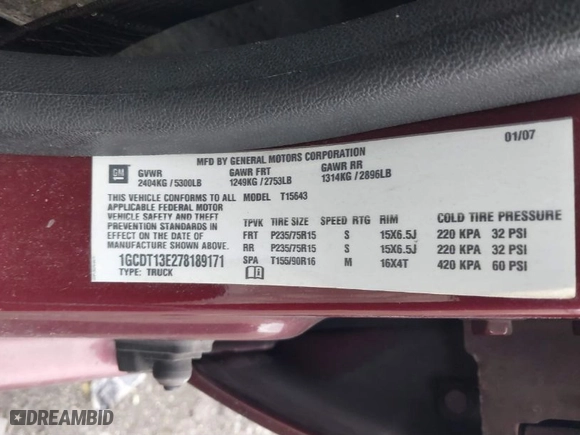 MFD BY GENERAL MOTORS CORPORATION
01/07
GM
GVWR
2404KG / 5300LB
GAWR FRT
1249KG / 2753LB
GAWR RR
1314KG / 2896LB
THIS VEHICLE CONFORMS TO ALL
APPLICABLE FEDERAL MOTOR
VEHICLE SAFETY AND THEFT
PREVENTION STANDARDS IN
EFFECT ON THE DATE OF
MANUFACTURE SHOWN ABOVE.
1GCDT13E278189171
TYPE: TRUCK
MODEL T15643
TPVK TIRE SIZE SPEED RTG RIM COLD TIRE PRESSURE
FRT P235/75R15 S 15X6.5J 220 KPA 32 PSI
RR P235/75R15 S 15X6.5J 220 KPA 32 PSI
SPA T155/90R16 M 16X4T 420 KPA 60 PSI
DREAMBID